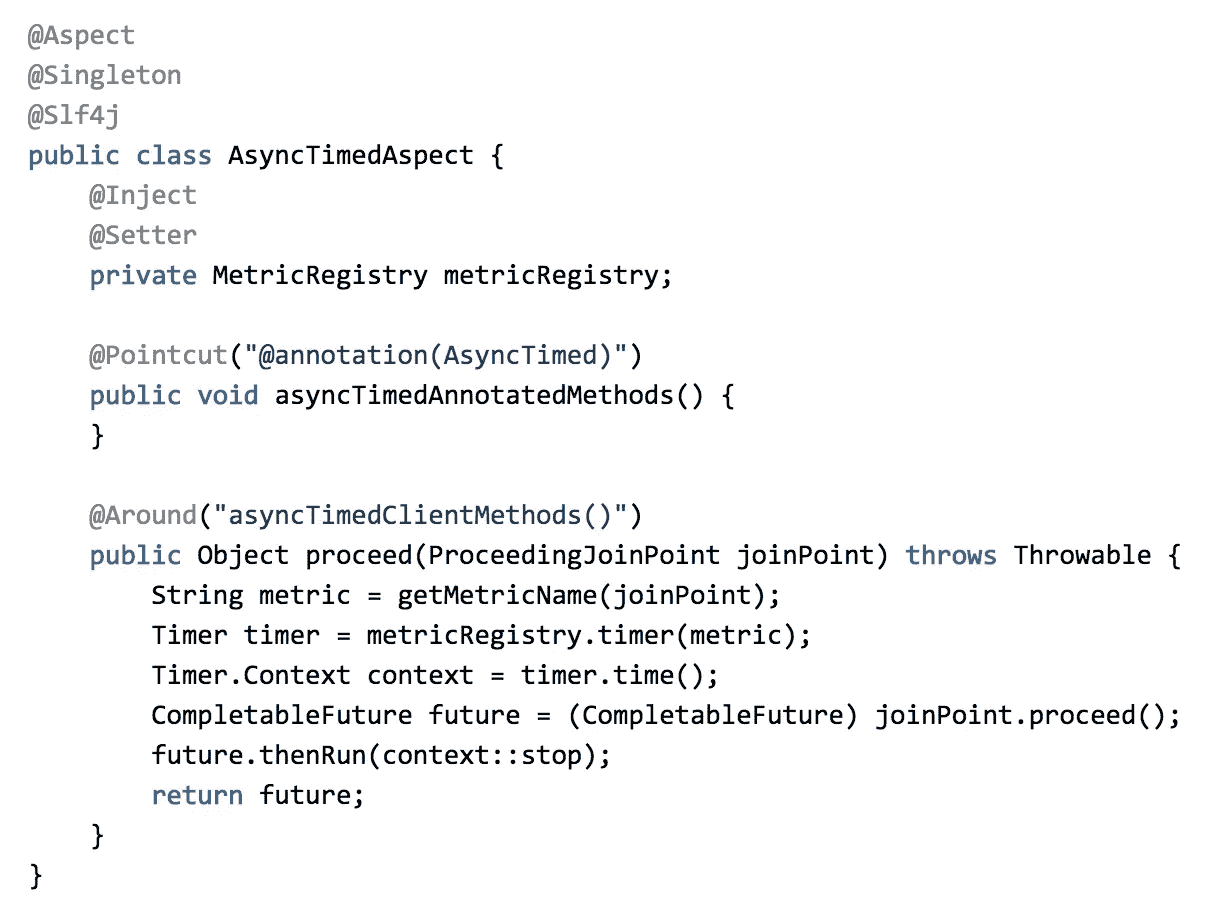 @Aspect
@Singleton
@Slf4j
public class AsyncTimedAspect {
    @Inject
    @Setter
    private MetricRegistry metricRegistry;

    @Pointcut("@annotation(AsyncTimed)")
    public void asyncTimedAnnotatedMethods() {
    }

    @Around("asyncTimedClientMethods()")
    public Object proceed(ProceedingJoinPoint joinPoint) throws Throwable {
        String metric = getMetricName(joinPoint);
        Timer timer = metricRegistry.timer(metric);
        Timer.Context context = timer.time();
        CompletableFuture future = (CompletableFuture) joinPoint.proceed();
        future.thenRun(context::stop);
        return future;
    }
}